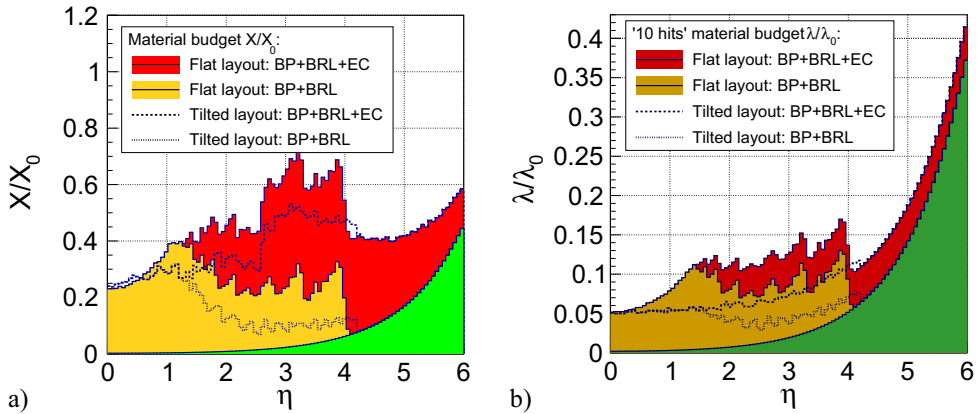 1.2
1
0.8
0.6
0.4
0.2
0
X/X0
Material budget X/X0:
Flat layout: BP+BRL+EC
Flat layout: BP+BRL
Tilted layout: BP+BRL+EC
Tilted layout: BP+BRL
0 1 2 3 4 5 6
η
a)
0.4
0.35
0.3
0.25
0.2
0.15
0.1
0.05
0
λ/λ0
'10 hits' material budget λ/λ0:
Flat layout: BP+BRL+EC
Flat layout: BP+BRL
Tilted layout: BP+BRL+EC
Tilted layout: BP+BRL
0 1 2 3 4 5 6
η
b)